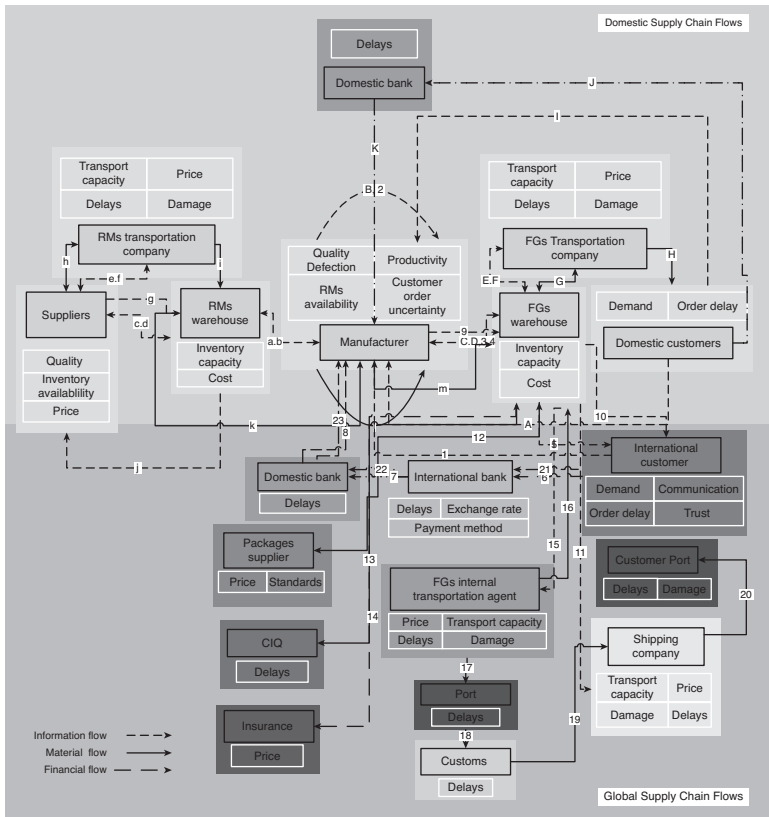 Domestic Supply Chain Flows
Delays
Domestic bank
J
I
K
B, 2
Transport capacity
Price
Delays
Damage
RMs transportation company
h
i
e.f
Transport capacity
Price
Delays
Damage
FGs Transportation company
H
E.F
G
Quality Defection
Productivity
RMs availability
Customer order uncertainty
Manufacturer
Suppliers
g
c.d
RMs warehouse
a.b
9
C.D.3.4
FGs warehouse
Demand
Order delay
Domestic customers
Quality
Inventory availablility
Price
Inventory capacity
Cost
Inventory capacity
Cost
m
k
j
23
8
A
10
12
1
5
International customer
Demand
Communication
Order delay
Trust
Domestic bank
Delays
22
7
International bank
21
6
Delays
Exchange rate
Payment method
16
15
11
Packages supplier
Price
Standards
13
14
FGs internal transportation agent
Price
Transport capacity
Delays
Damage
Customer Port
Delays
Damage
20
CIQ
Delays
Shipping company
Transport capacity
Price
Damage
Delays
17
Port
Delays
18
19
Customs
Delays
Insurance
Price
Information flow
Material flow
Financial flow
Global Supply Chain Flows